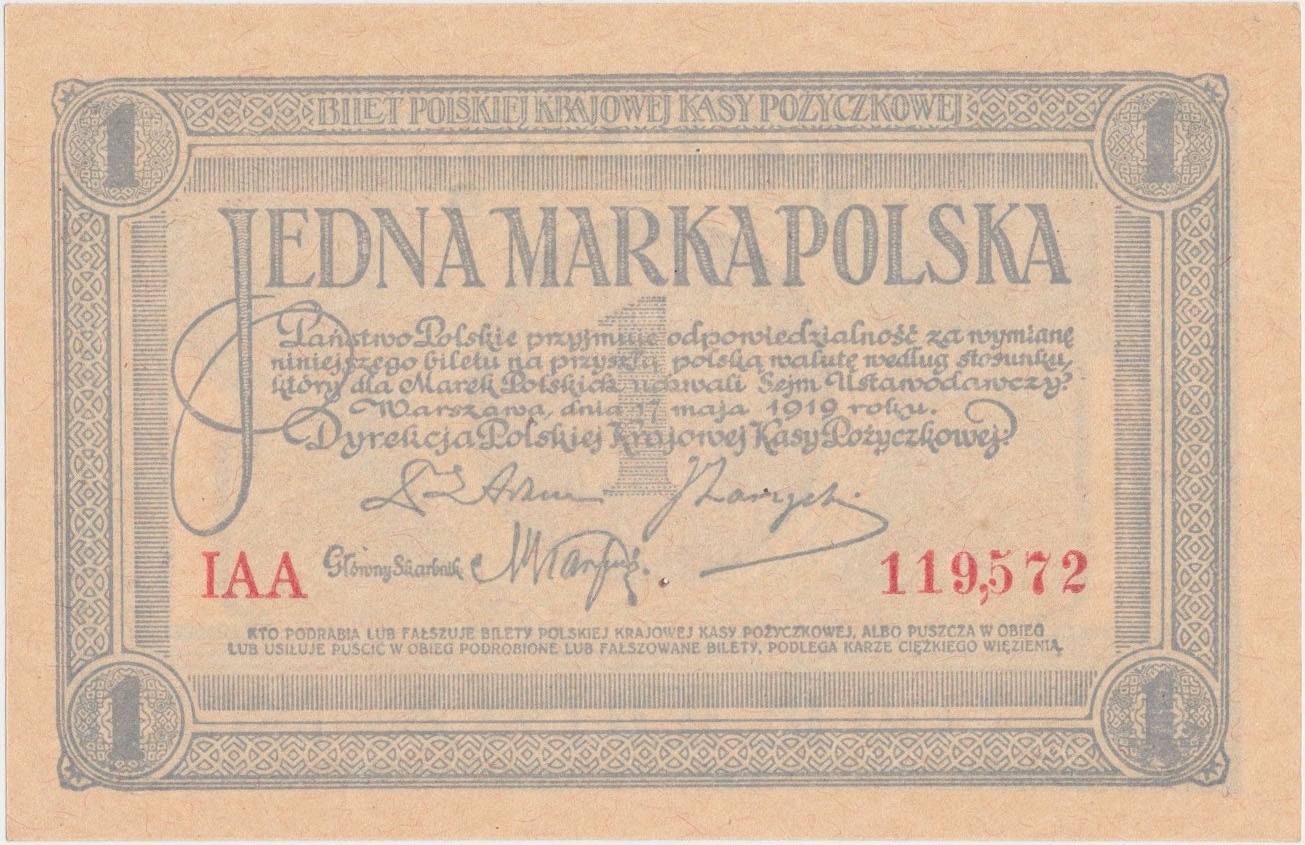 1 BILET POLSKIEJ KRAJOWEJ KASY POŻYCZKOWEJ 1
JEDNA MARKA POLSKA
1
Państwo Polskie przyjmuje odpowiedzialność za wymianę
niniejszego biletu na przyszłą polską walutę według stosunku,
który dla Marek Polskich uchwali Sejm Ustawodawczy.
Warszawa, dnia 17 maja 1919 roku.
Dyrekcja Polskiej Krajowej Kasy Pożyczkowej:
IAA Główny Skarbnik 119,572
KTO PODRABIA LUB FAŁSZUJE BILETY POLSKIEJ KRAJOWEJ KASY POŻYCZKOWEJ, ALBO PUSZCZA W OBIEG
LUB USIŁUJE PUŚCIĆ W OBIEG PODROBIONE LUB FAŁSZOWANE BILETY, PODLEGA KARZE CIĘŻKIEGO WIĘZIENIA.
1 1